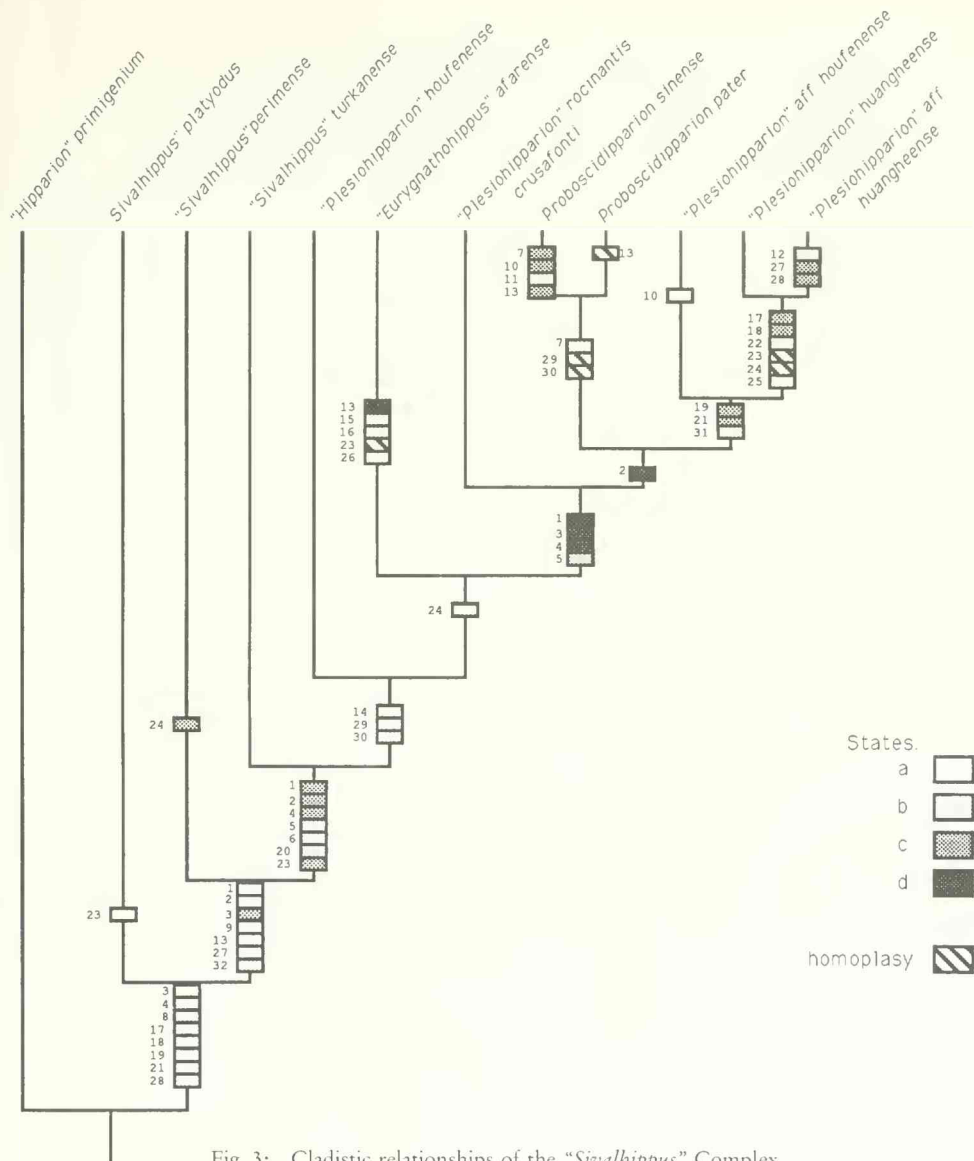 "Hipparion" primigenium
Sivalhippus" platyodus
"Sivalhippus"perimense
"Sivalhippus" turkanense
"Plesiohipparion" houfenense
"Eurygnathohippus" afarense
"Plesiohipparion" rocinantis
crusafonti
Proboscidipparion sinense
Proboscidipparion pater
"Plesiohipparion" aff houfenense
"Plesiohipparion" huangheense
"Plesiohipparion" aff
huangheense
7
10
11
13
13
10
12
27
28
17
18
22
23
24
25
7
29
30
19
21
31
13
15
16
23
26
2
1
3
4
5
24
14
29
30
24
1
2
4
5
6
20
23
23
1
2
3
9
13
27
32
3
4
8
17
18
19
21
28
States.
a
b
c
d
homoplasy
Fig. 3: Cladistic relationships of the "Sivalhippus" Complex